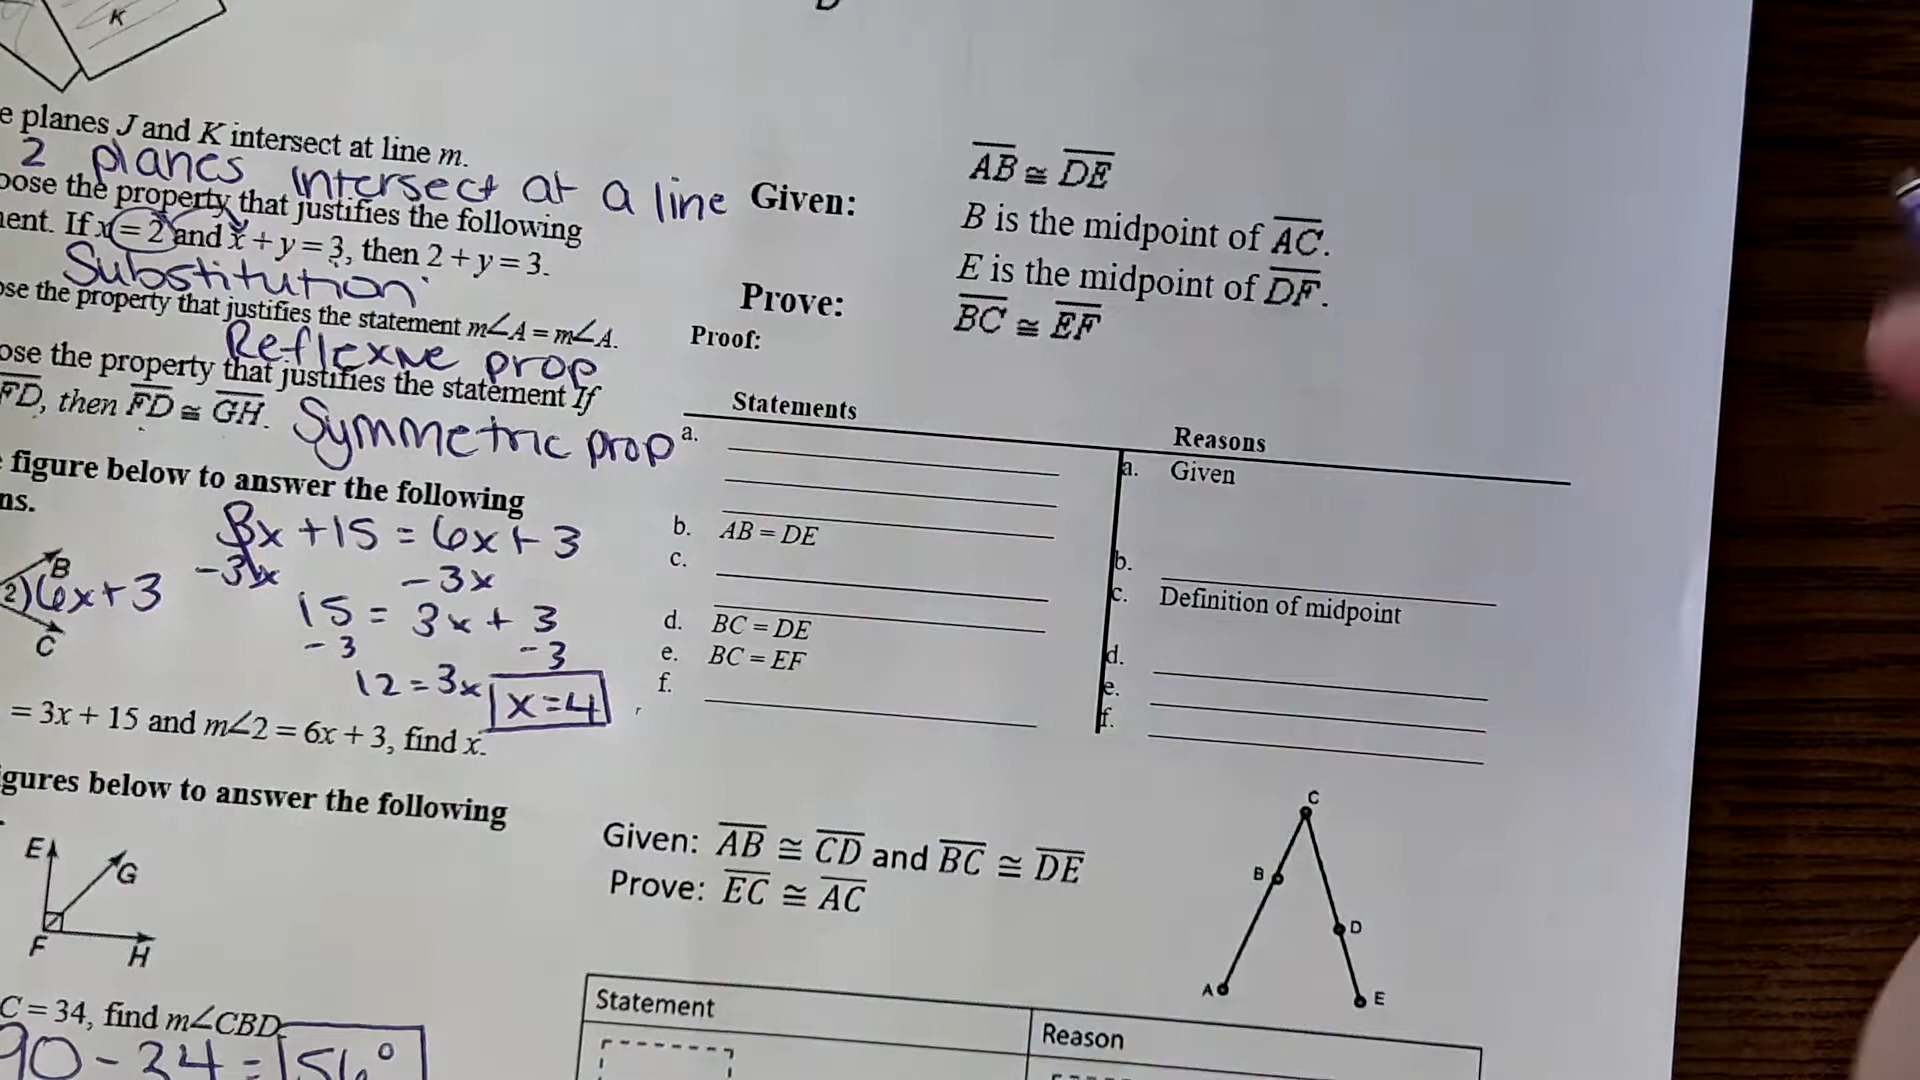 K
e planes J and K intersect at line m.
2 planes intersect at a line
oose the property that justifies the following
nent. If x = 2 and x + y = 3, then 2 + y = 3.
Substitution
ose the property that justifies the statement m∠A = m∠A.
Reflexive prop
ose the property that justifies the statement If
FD, then FD ≅ GH.
Symmetric prop
figure below to answer the following
ns.
3x + 15 = 6x + 3
-3x -3x
15 = 3x + 3
-3 -3
12 = 3x
x = 4
B
2) 6x + 3
C
= 3x + 15 and m∠2 = 6x + 3, find x.
igures below to answer the following
E
G
F
H
C = 34, find m∠CBD.
90 - 34 = 56°
Given:
AB ≅ DE
B is the midpoint of AC.
E is the midpoint of DF.
Prove:
BC ≅ EF
Proof:
Statements
Reasons
a.
a. Given
b. AB = DE
b.
c.
c. Definition of midpoint
d. BC = DE
d.
e. BC = EF
e.
f.
f.
Given: AB ≅ CD and BC ≅ DE
Prove: EC ≅ AC
C
B
D
A
E
Statement
Reason